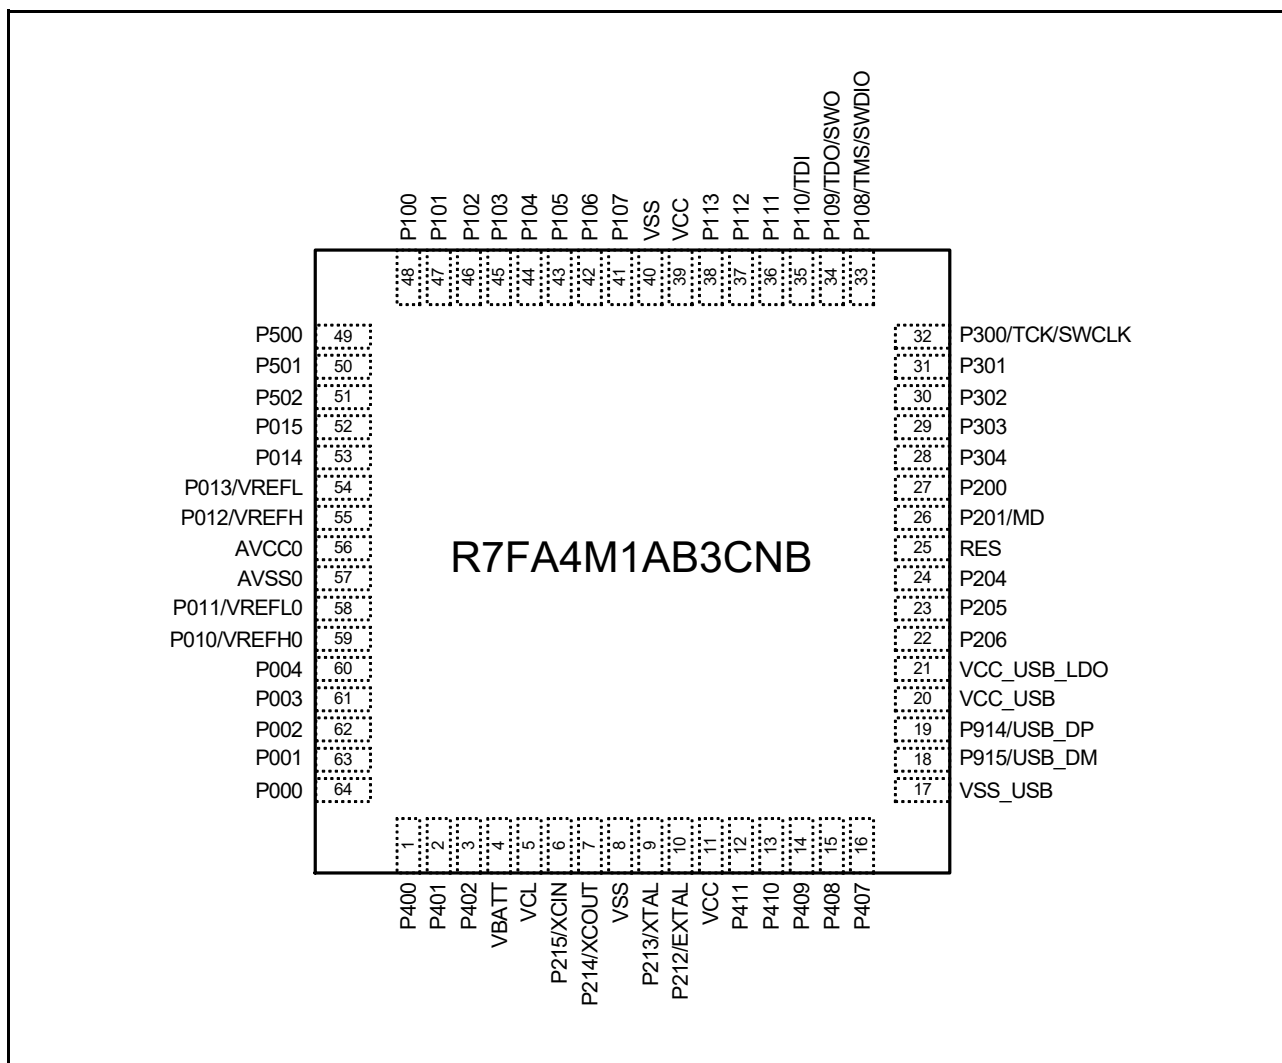 P100
P101
P102
P103
P104
P105
P106
P107
VSS
VCC
P113
P112
P111
P110/TDI
P109/TDO/SWO
P108/TMS/SWDIO
48
47
46
45
44
43
42
41
40
39
38
37
36
35
34
33
P500 49
P501 50
P502 51
P015 52
P014 53
P013/VREFL 54
P012/VREFH 55
AVCC0 56
AVSS0 57
P011/VREFL0 58
P010/VREFH0 59
P004 60
P003 61
P002 62
P001 63
P000 64
R7FA4M1AB3CNB
32 P300/TCK/SWCLK
31 P301
30 P302
29 P303
28 P304
27 P200
26 P201/MD
25 RES
24 P204
23 P205
22 P206
21 VCC_USB_LDO
20 VCC_USB
19 P914/USB_DP
18 P915/USB_DM
17 VSS_USB
1
2
3
4
5
6
7
8
9
10
11
12
13
14
15
16
P400
P401
P402
VBATT
VCL
P215/XCIN
P214/XCOUT
VSS
P213/XTAL
P212/EXTAL
VCC
P411
P410
P409
P408
P407